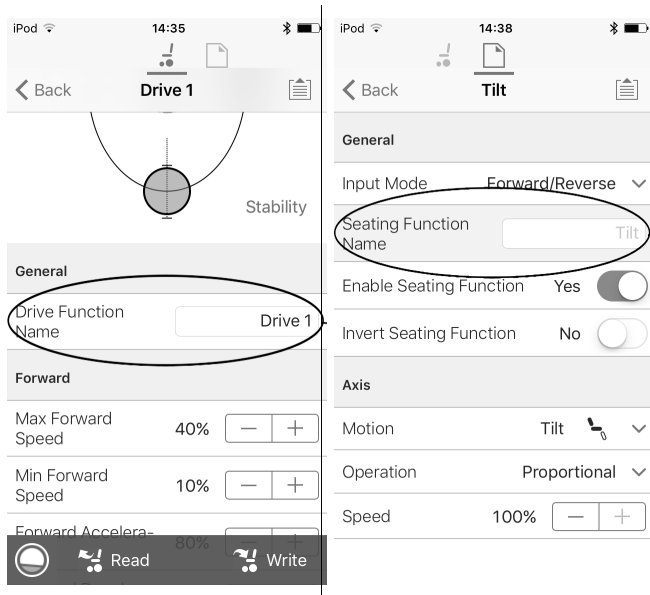 iPod 14:35
Back Drive 1
Stability
General
Drive Function
Name
Drive 1
Forward
Max Forward
Speed
40%
Min Forward
Speed
10%
Forward Accelera-
80%
Read Write
iPod 14:38
Back Tilt
General
Input Mode Forward/Reverse
Seating Function
Name
Tilt
Enable Seating Function Yes
Invert Seating Function No
Axis
Motion Tilt
Operation Proportional
Speed 100%